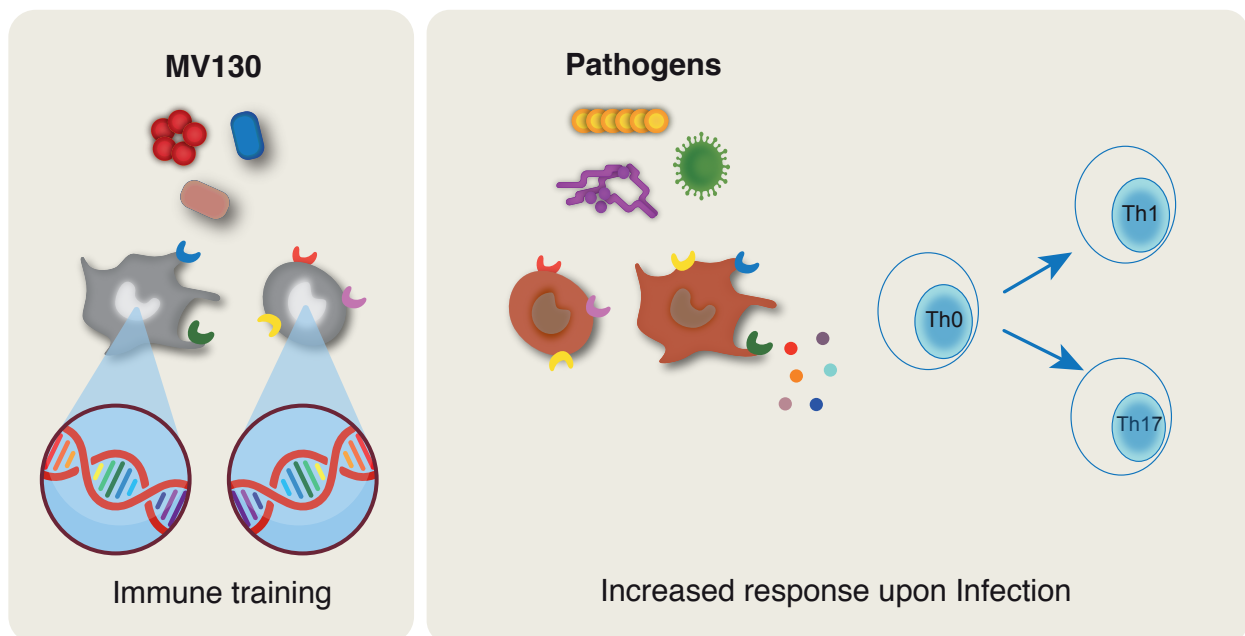 MV130
Immune training
Pathogens
Th0
Th1
Th17
Increased response upon Infection